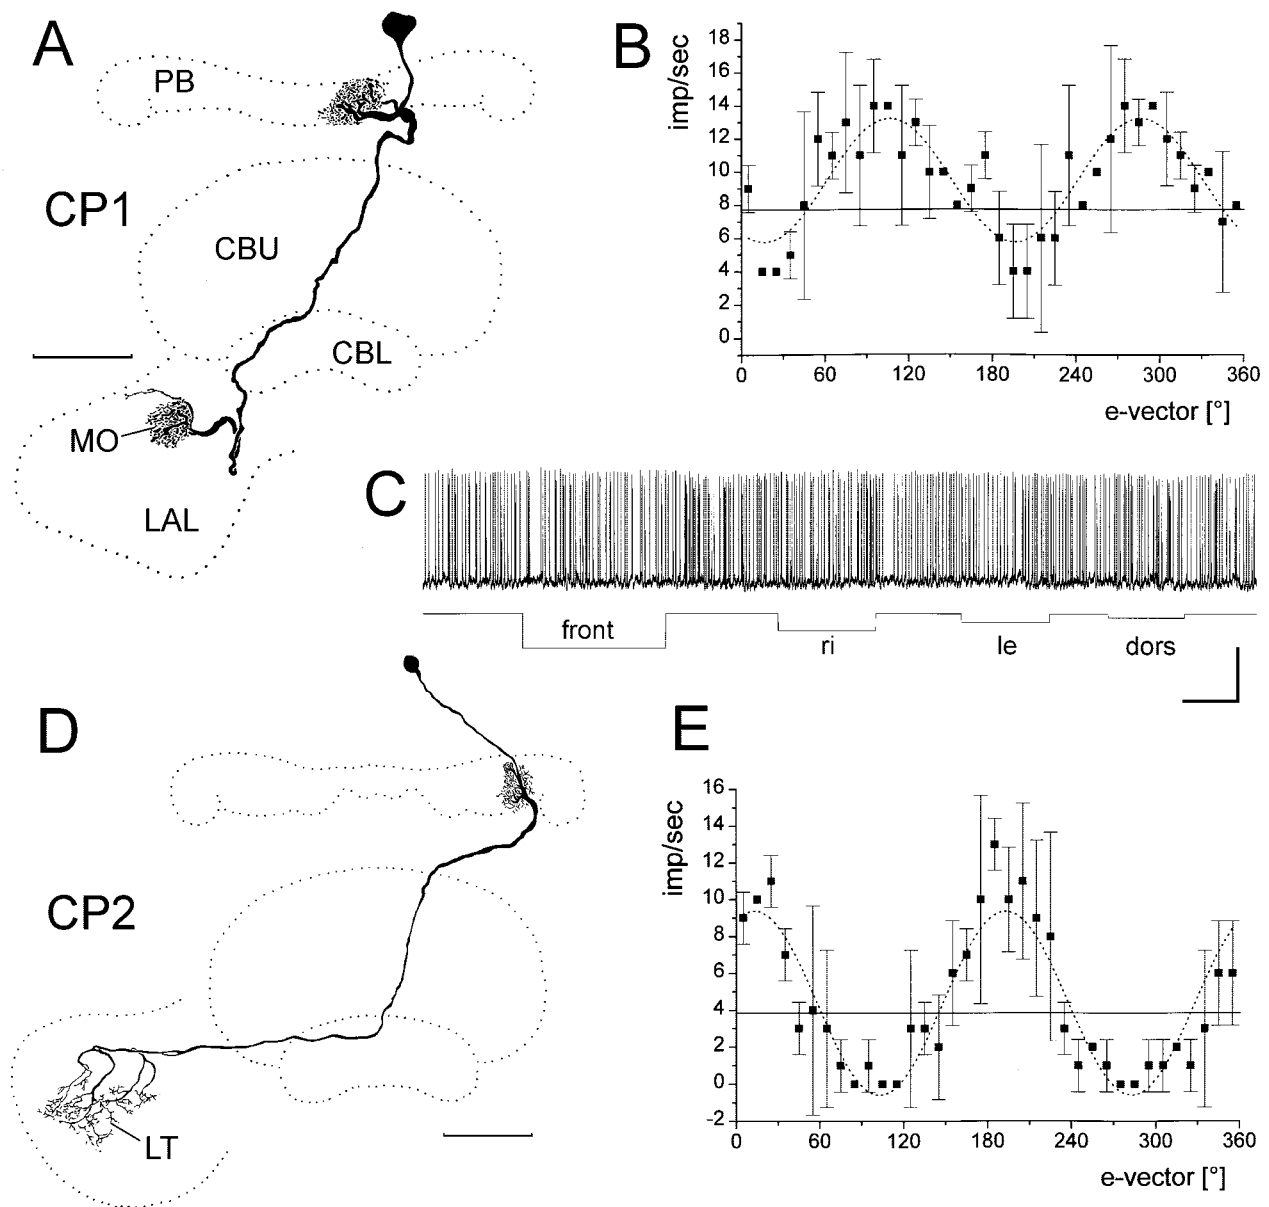 A
PB
CP1
CBU
CBL
MO
LAL
B
imp/sec
18
16
14
12
10
8
6
4
2
0
0 60 120 180 240 300 360
e-vector [°]
C
front
ri
le
dors
D
CP2
LT
E
imp/sec
16
14
12
10
8
6
4
2
0
-2
0 60 120 180 240 300 360
e-vector [°]